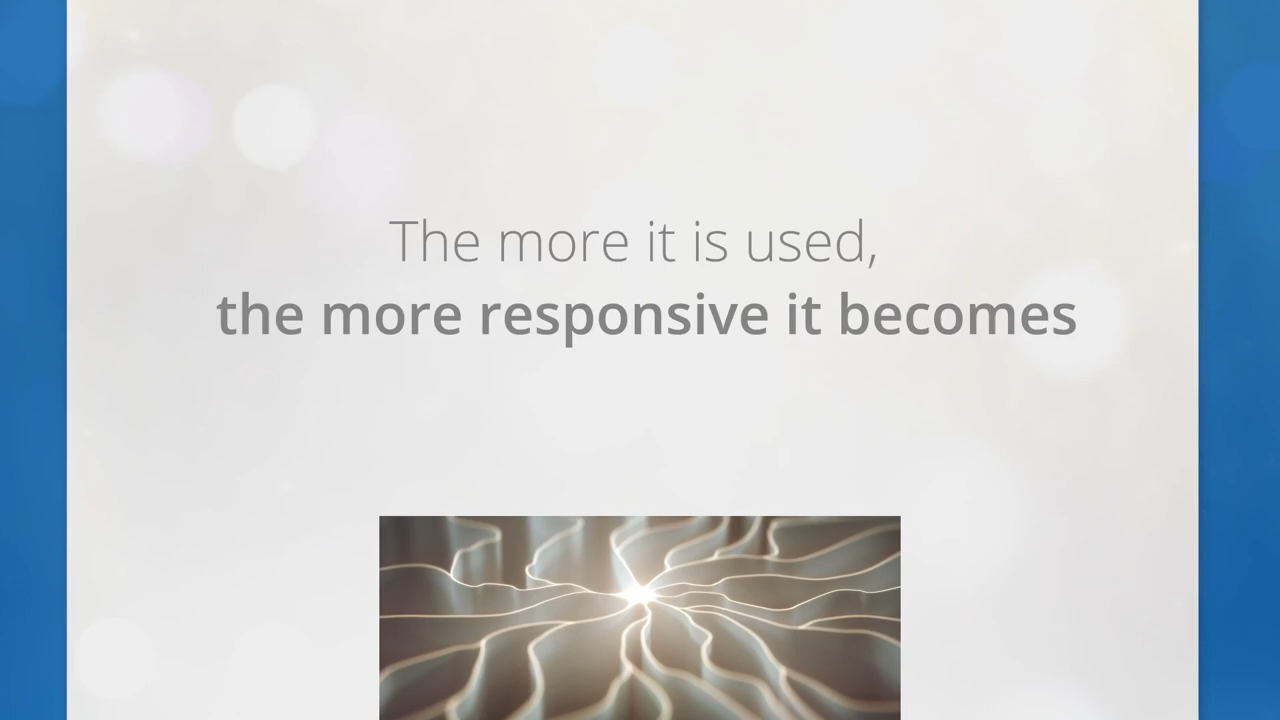 The more it is used,
the more responsive it becomes